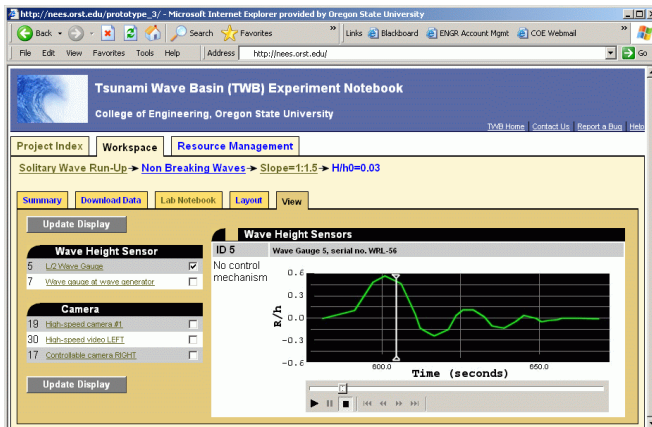 http://nees.orst.edu/prototype_3/ - Microsoft Internet Explorer provided by Oregon State University
Back Search Favorites » Links Blackboard ENGR Account Mgmt COE Webmail »
File Edit View Favorites Tools Help Address http://nees.orst.edu/ Go
Tsunami Wave Basin (TWB) Experiment Notebook
College of Engineering, Oregon State University
TWB Home Contact Us Report a Bug Help
Project Index Workspace Resource Management
Solitary Wave Run-Up→ Non Breaking Waves→ Slope=1:1.5→ H/h0=0.03
Summary Download Data Lab Notebook Layout View
Update Display
Wave Height Sensor
5 L/2 Wave Gauge
7 Wave gauge at wave generator
Camera
19 High-speed camera #1
30 High-speed video LEFT
17 Controllable camera RIGHT
Update Display
Wave Height Sensors
ID 5 Wave Gauge 5, serial no. WRL-56
No control
mechanism
R/h
0.6
0.3
0.0
-0.3
-0.6
600.0 650.0
Time (seconds)